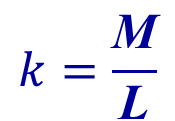 k = M/L